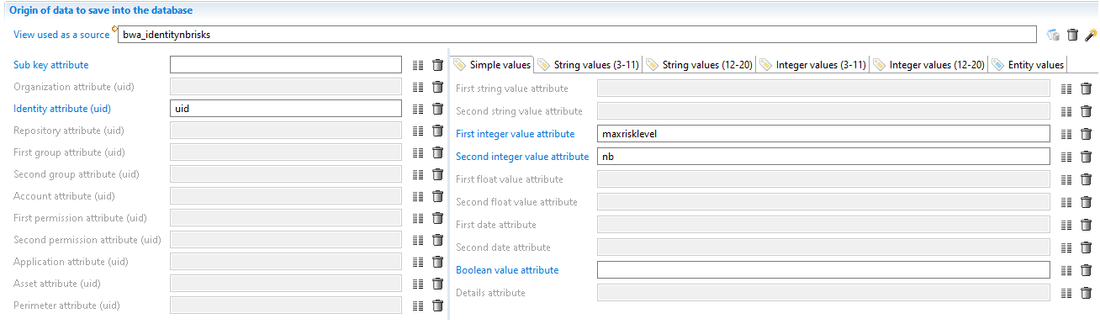 Origin of data to save into the database
View used as a source bwa_identitynbrisks
Sub key attribute
Organization attribute (uid)
Identity attribute (uid) uid
Repository attribute (uid)
First group attribute (uid)
Second group attribute (uid)
Account attribute (uid)
First permission attribute (uid)
Second permission attribute (uid)
Application attribute (uid)
Asset attribute (uid)
Perimeter attribute (uid)
Simple values String values (3-11) String values (12-20) Integer values (3-11) Integer values (12-20) Entity values
First string value attribute
Second string value attribute
First integer value attribute maxrisklevel
Second integer value attribute nb
First float value attribute
Second float value attribute
First date attribute
Second date attribute
Boolean value attribute
Details attribute